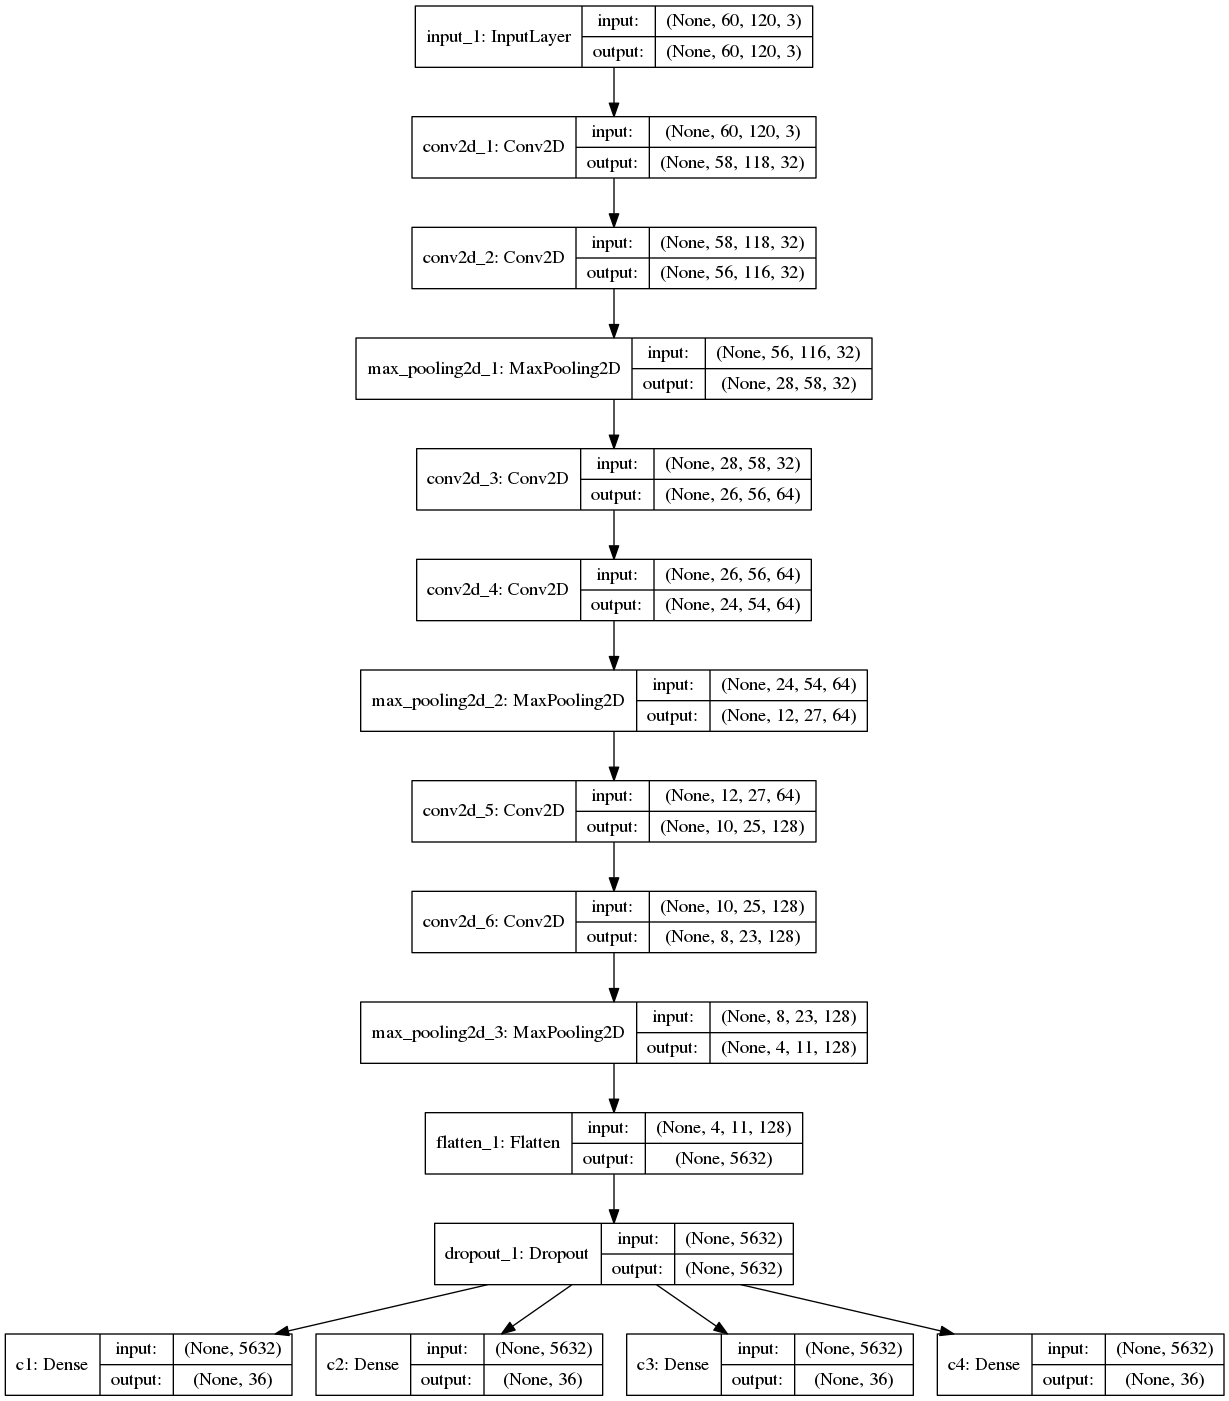 input_1: InputLayer
input: (None, 60, 120, 3)
output: (None, 60, 120, 3)
conv2d_1: Conv2D
input: (None, 60, 120, 3)
output: (None, 58, 118, 32)
conv2d_2: Conv2D
input: (None, 58, 118, 32)
output: (None, 56, 116, 32)
max_pooling2d_1: MaxPooling2D
input: (None, 56, 116, 32)
output: (None, 28, 58, 32)
conv2d_3: Conv2D
input: (None, 28, 58, 32)
output: (None, 26, 56, 64)
conv2d_4: Conv2D
input: (None, 26, 56, 64)
output: (None, 24, 54, 64)
max_pooling2d_2: MaxPooling2D
input: (None, 24, 54, 64)
output: (None, 12, 27, 64)
conv2d_5: Conv2D
input: (None, 12, 27, 64)
output: (None, 10, 25, 128)
conv2d_6: Conv2D
input: (None, 10, 25, 128)
output: (None, 8, 23, 128)
max_pooling2d_3: MaxPooling2D
input: (None, 8, 23, 128)
output: (None, 4, 11, 128)
flatten_1: Flatten
input: (None, 4, 11, 128)
output: (None, 5632)
dropout_1: Dropout
input: (None, 5632)
output: (None, 5632)
c1: Dense
input: (None, 5632)
output: (None, 36)
c2: Dense
input: (None, 5632)
output: (None, 36)
c3: Dense
input: (None, 5632)
output: (None, 36)
c4: Dense
input: (None, 5632)
output: (None, 36)